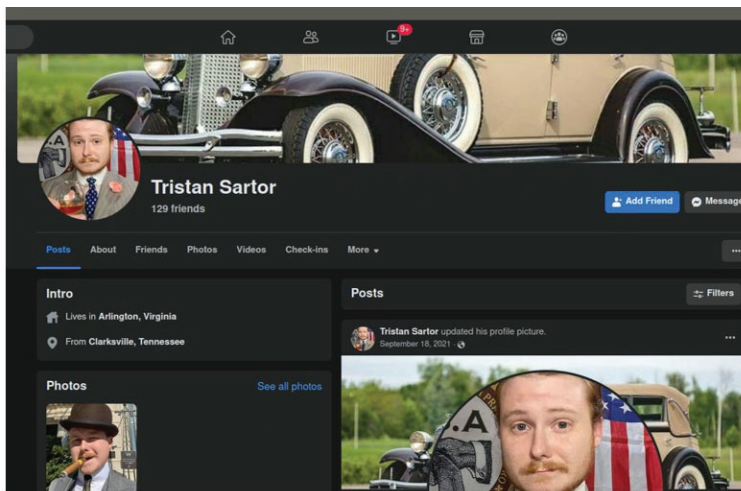 9+
Tristan Sartor
129 friends
Add Friend
Message
Posts About Friends Photos Videos Check-ins More
Intro
Lives in Arlington, Virginia
From Clarksville, Tennessee
Photos
See all photos
Posts
Filters
Tristan Sartor updated his profile picture.
September 18, 2021 ·
.A
J
.A
J